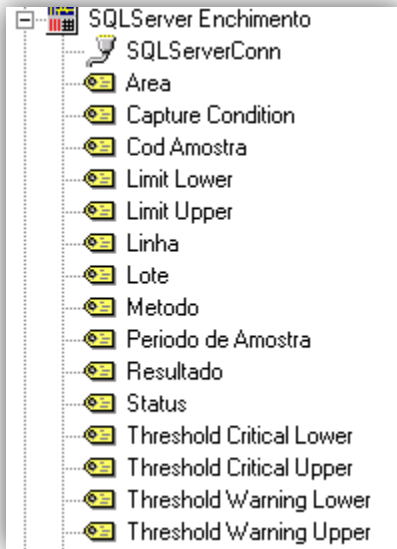 SQLServer Enchimento
SQLServerConn
Area
Capture Condition
Cod Amostra
Limit Lower
Limit Upper
Linha
Lote
Metodo
Periodo de Amostra
Resultado
Status
Threshold Critical Lower
Threshold Critical Upper
Threshold Warning Lower
Threshold Warning Upper